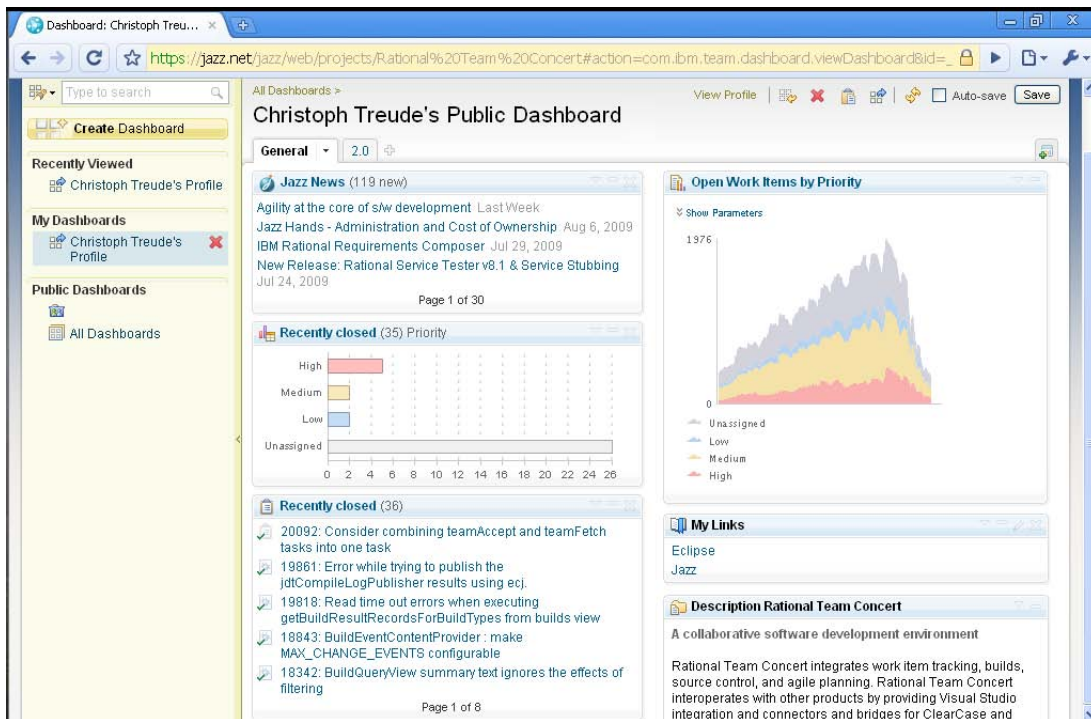 Dashboard: Christoph Treu...
https://jazz.net/jazz/web/projects/Rational%20Team%20Concert#action=com.ibm.team.dashboard.viewDashboard&id=_
Type to search
Create Dashboard
Recently Viewed
Christoph Treude's Profile
My Dashboards
Christoph Treude's
Profile
Public Dashboards
All Dashboards
All Dashboards >
View Profile
Auto-save
Save
Christoph Treude's Public Dashboard
General
2.0
Jazz News (119 new)
Agility at the core of s/w development Last Week
Jazz Hands - Administration and Cost of Ownership Aug 6, 2009
IBM Rational Requirements Composer Jul 29, 2009
New Release: Rational Service Tester v8.1 & Service Stubbing
Jul 24, 2009
Page 1 of 30
Recently closed (35) Priority
High
Medium
Low
Unassigned
0 2 4 6 8 10 12 14 16 18 20 22 24 26
Recently closed (36)
20092: Consider combining teamAccept and teamFetch
tasks into one task
19861: Error while trying to publish the
jdtCompileLogPublisher results using ecj.
19818: Read time out errors when executing
getBuildResultRecordsForBuildTypes from builds view
18843: BuildEventContentProvider : make
MAX_CHANGE_EVENTS configurable
18342: BuildQueryView summary text ignores the effects of
filtering
Page 1 of 8
Open Work Items by Priority
Show Parameters
1976
0
Unassigned
Low
Medium
High
My Links
Eclipse
Jazz
Description Rational Team Concert
A collaborative software development environment
Rational Team Concert integrates work item tracking, builds,
source control, and agile planning. Rational Team Concert
interoperates with other products by providing Visual Studio
integration and connectors and bridges for ClearCase and